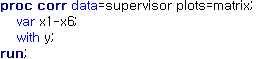 proc corr data=supervisor plots=matrix;
var x1-x6;
with y;
run;